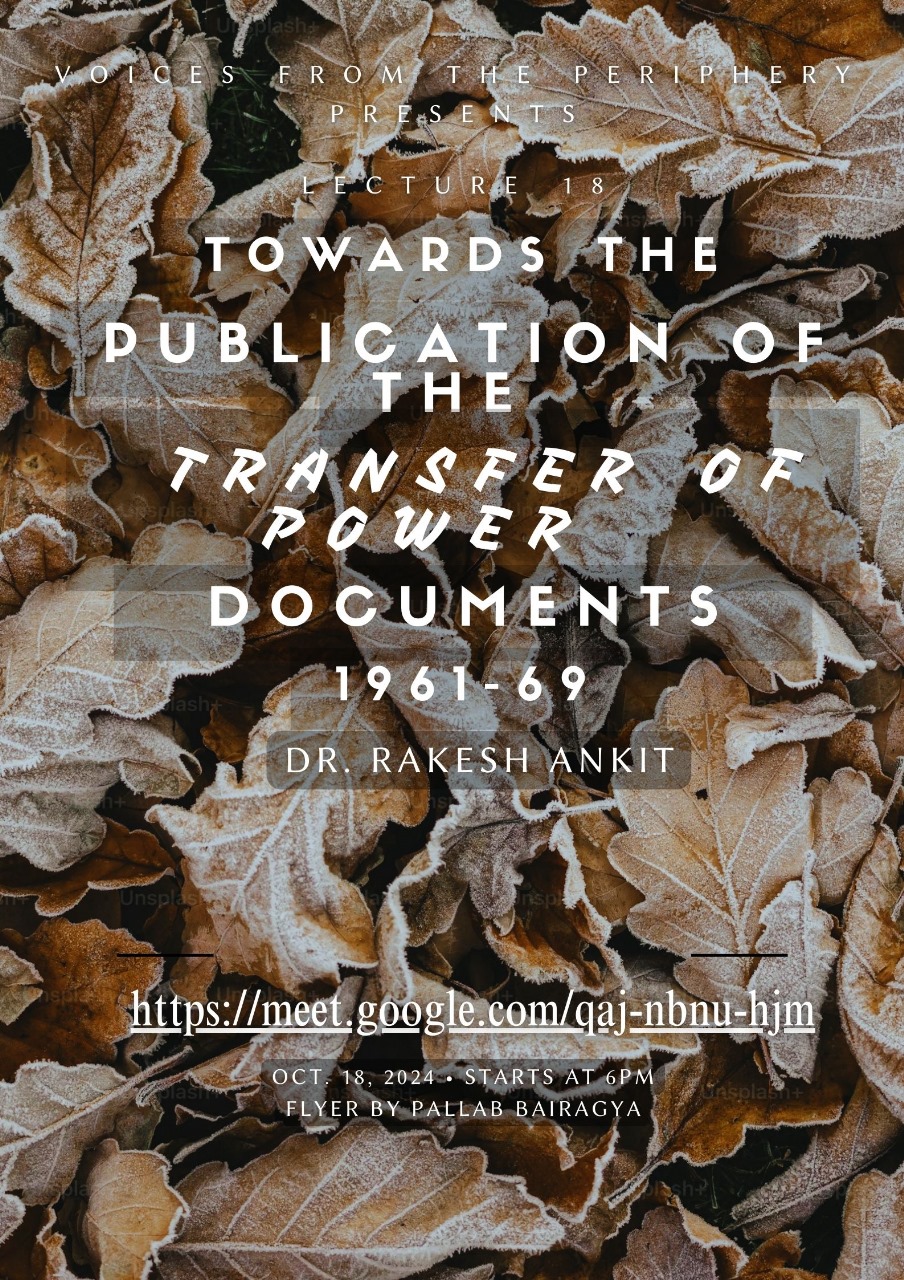 VOICES FROM THE PERIPHERY
PRESENTS
LECTURE 18
TOWARDS THE
PUBLICATION OF
THE
TRANSFER OF
POWER
DOCUMENTS
1961-69
DR. RAKESH ANKIT
https://meet.google.com/qaj-nbnu-hjm
OCT. 18, 2024 • STARTS AT 6PM
FLYER BY PALLAB BAIRAGYA
Unsplash+